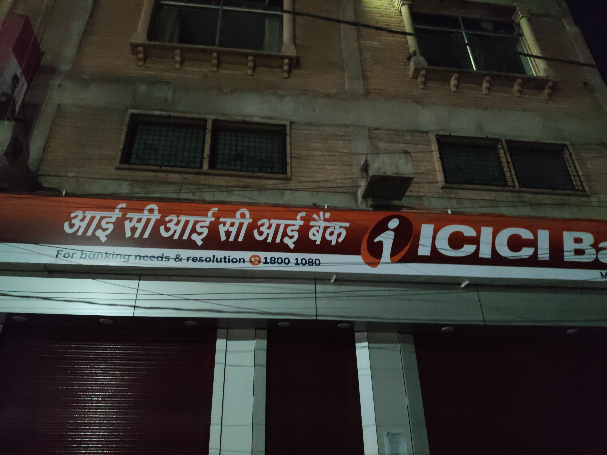 आई सी आई सी आई बैंक ICICI Ba
For banking needs & resolution 1800 1080